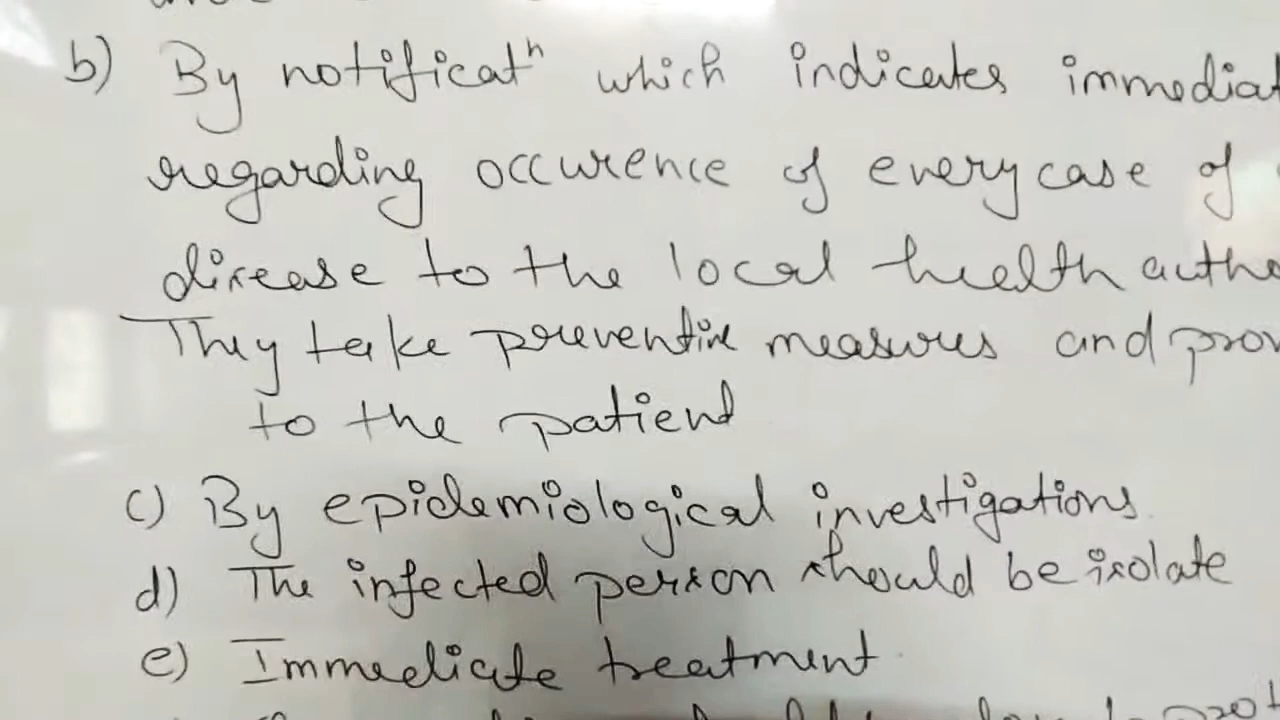 b) By notificatⁿ which indicates immediat
regarding occurence of every case of
disease to the local health autho
They take preventive measures and prov
to the patient
c) By epidemiological investigations
d) The infected person should be isolate
e) Immediate treatment